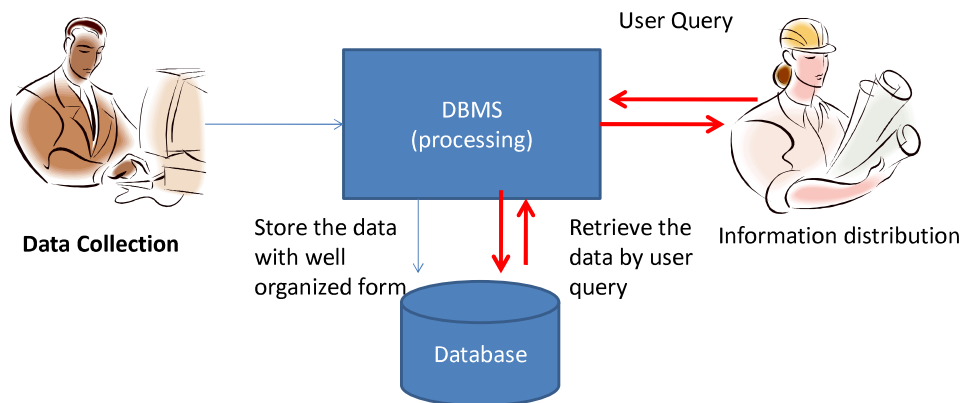 User Query
DBMS
(processing)
Data Collection
Store the data
with well
organized form
Retrieve the
data by user
query
Information distribution
Database